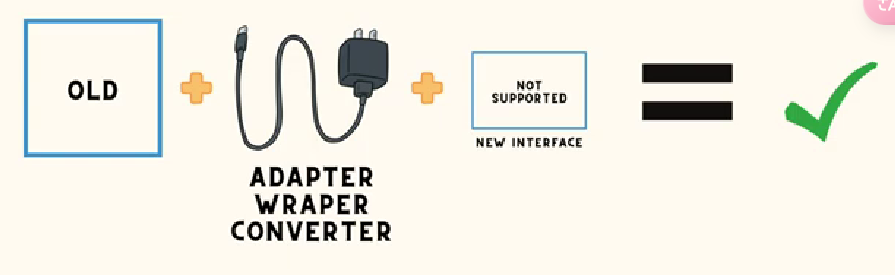 OLD
NOT
SUPPORTED
NEW INTERFACE
ADAPTER
WRAPER
CONVERTER